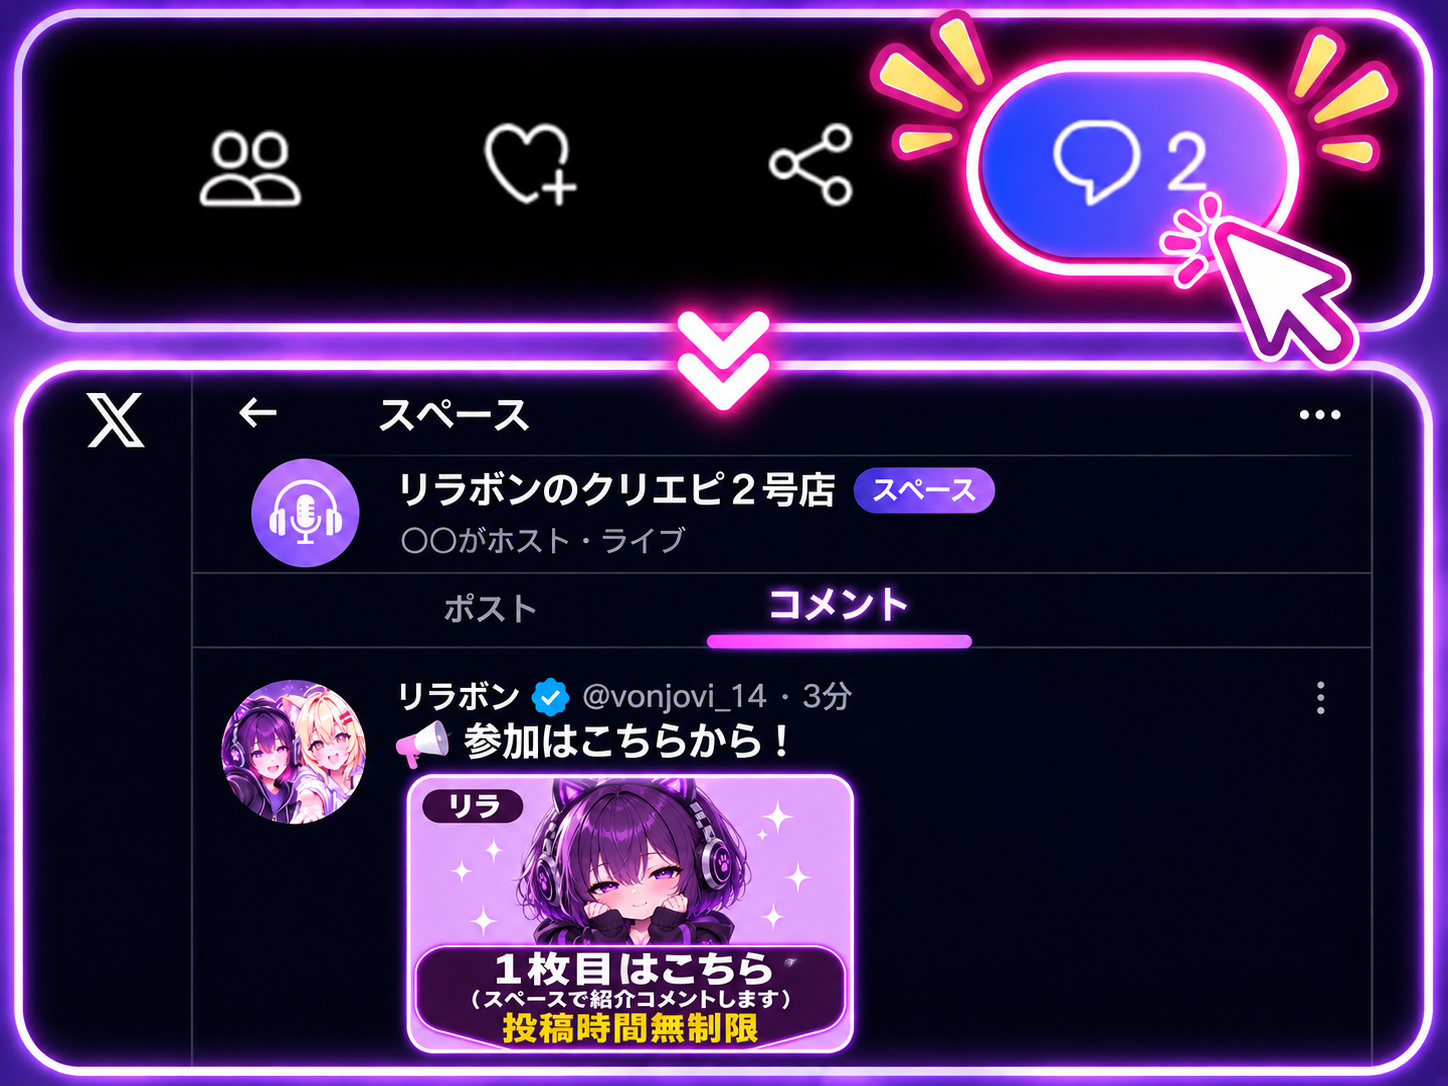 2
スペース
リラボンのクリエピ2号店 スペース
〇〇がホスト・ライブ
ポスト コメント
リラボン @vonjovi_14・3分
参加はこちらから！
リラ
1枚目はこちら
（スペースで紹介コメントします）
投稿時間無制限